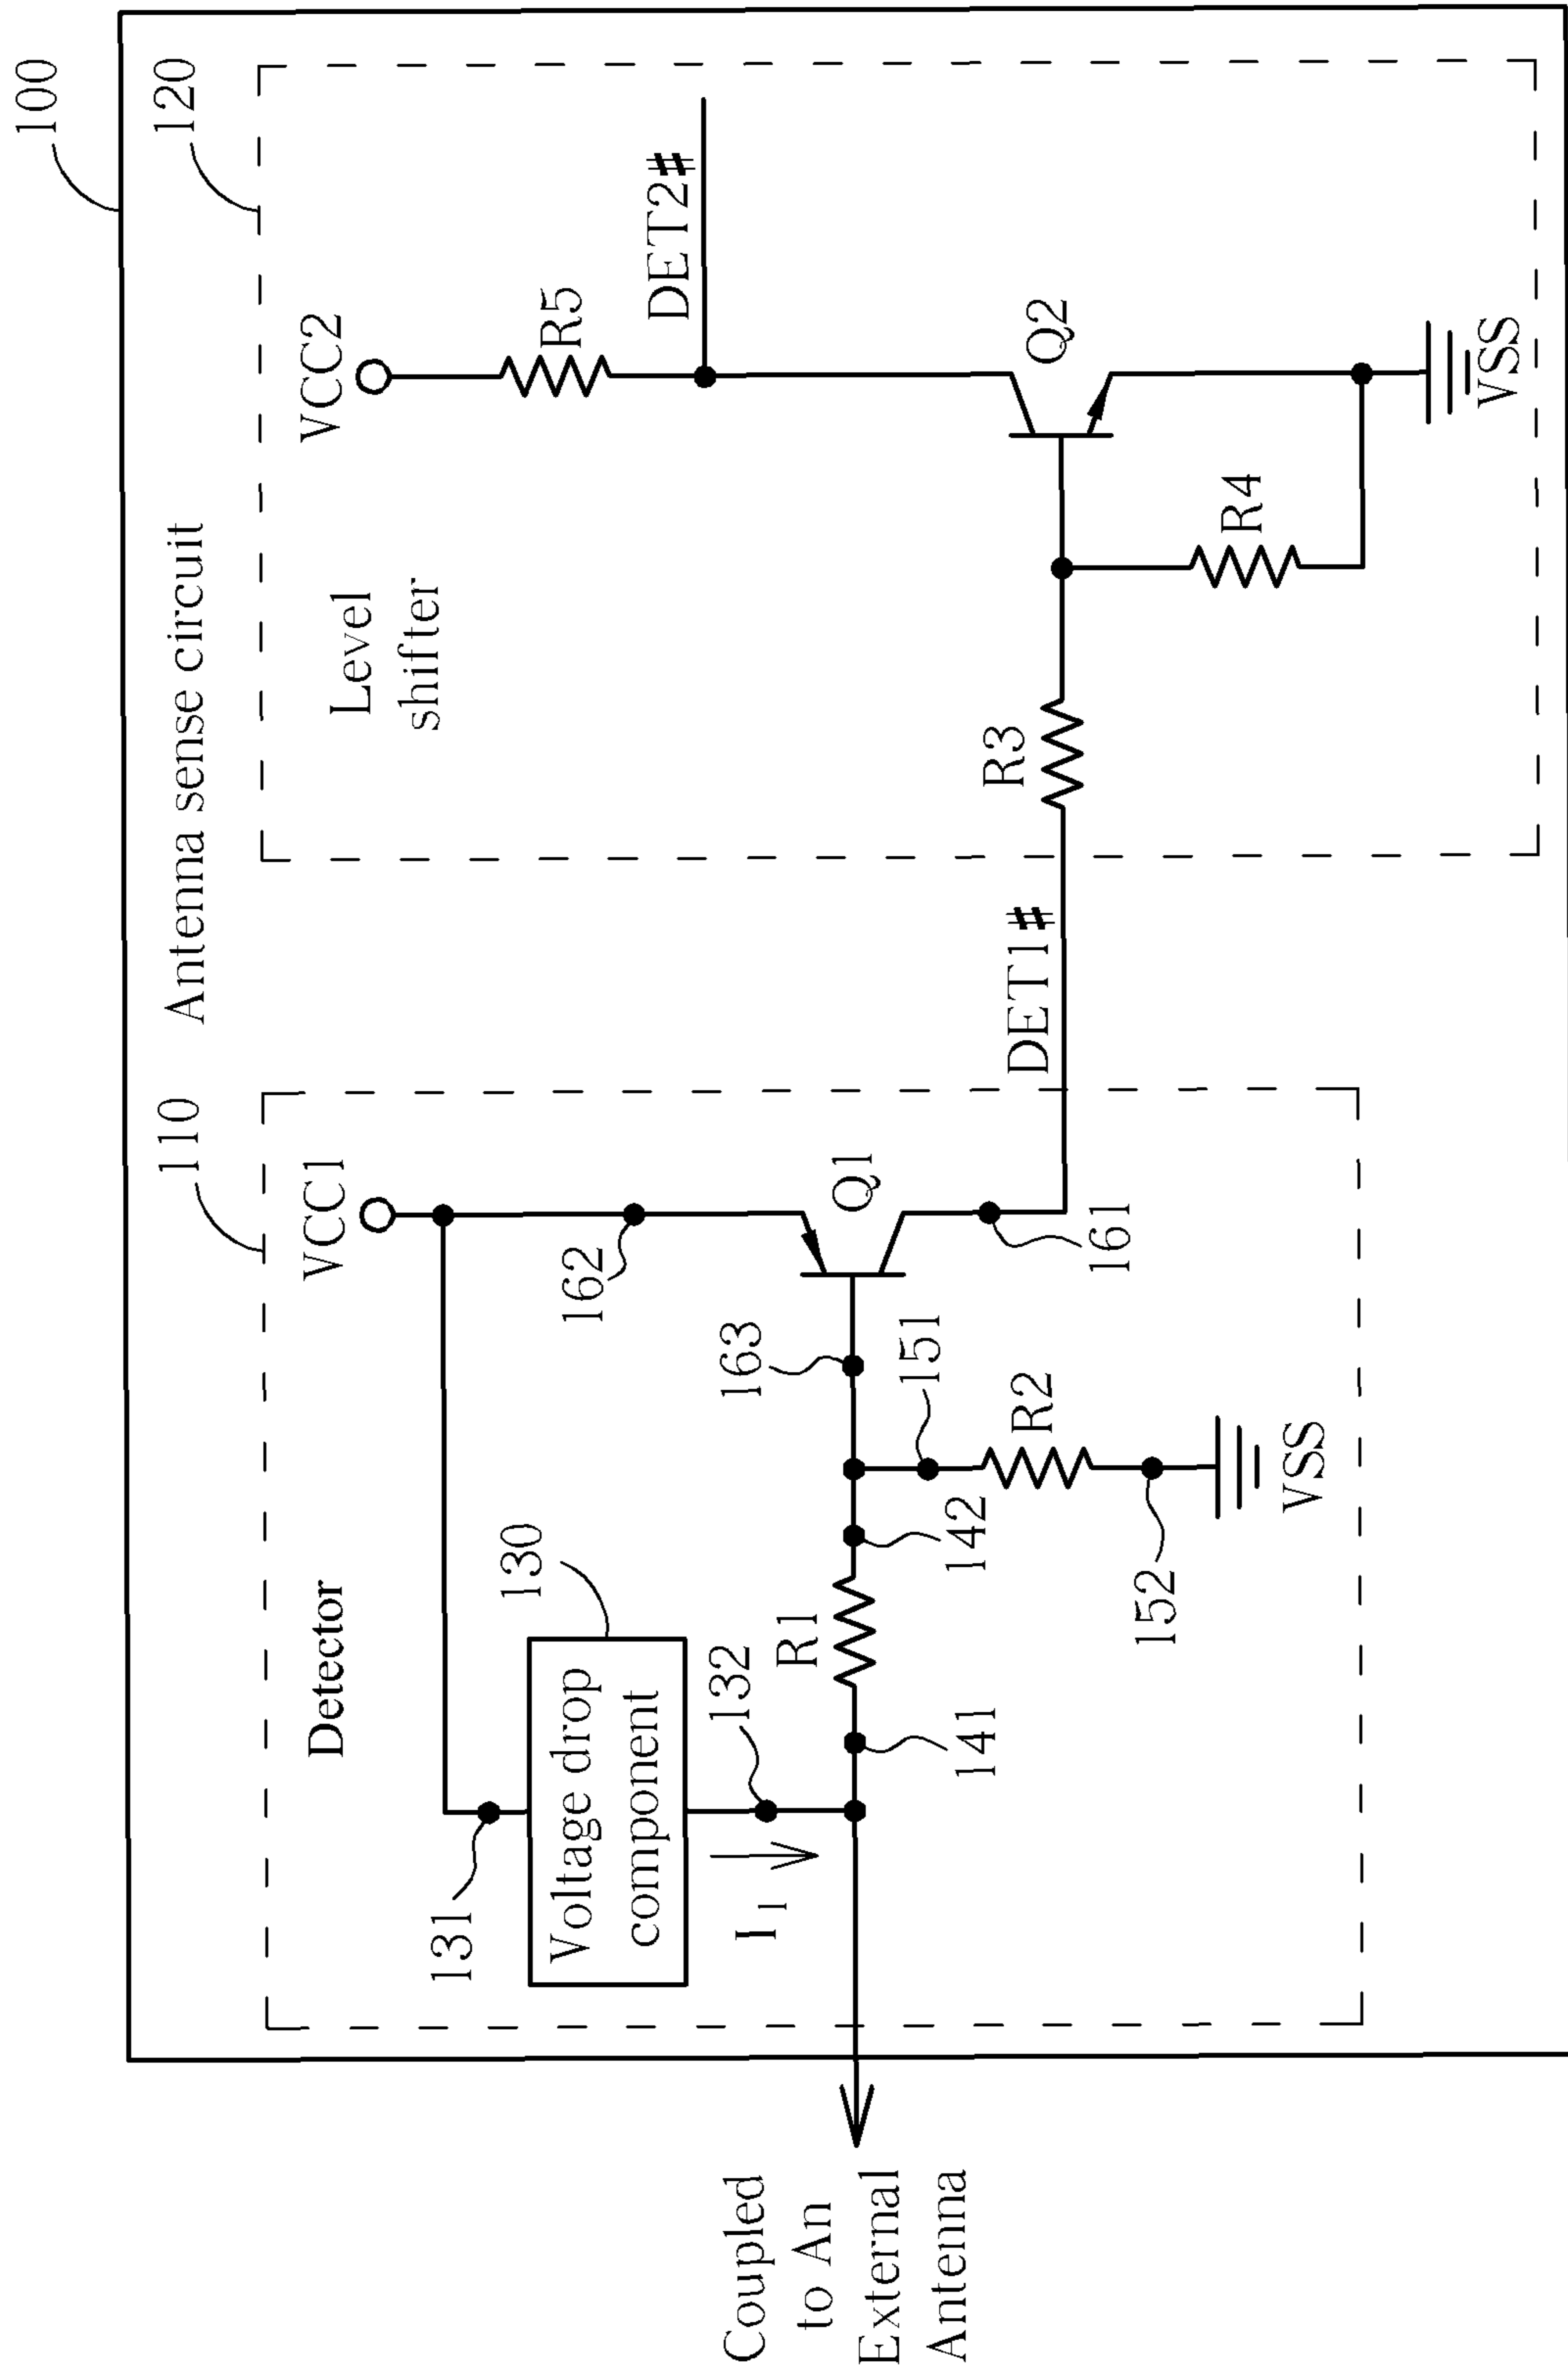 100
Antenna sense circuit
110
120
Detector
VCC1
Level
shifter
VCC2
131
130
Voltage drop
component
162
R5
DET2#
I1
132
163
R1
Q1
151
141
142
R2
161
DET1#
R3
Q2
152
VSS
R4
VSS
Coupled
to An
External
Antenna